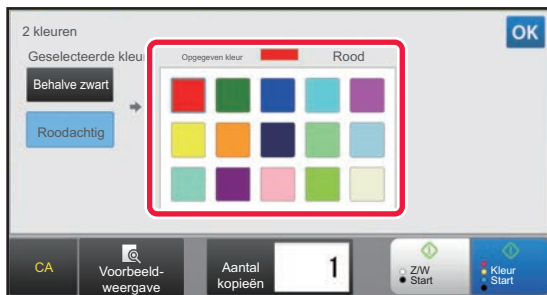 2 kleuren
OK
Geselecteerde kleur
Opgegeven kleur
Rood
Behalve zwart
Roodachtig
CA
Voorbeeld-
weergave
Aantal
kopieën
1
Z/W
Start
Kleur
Start